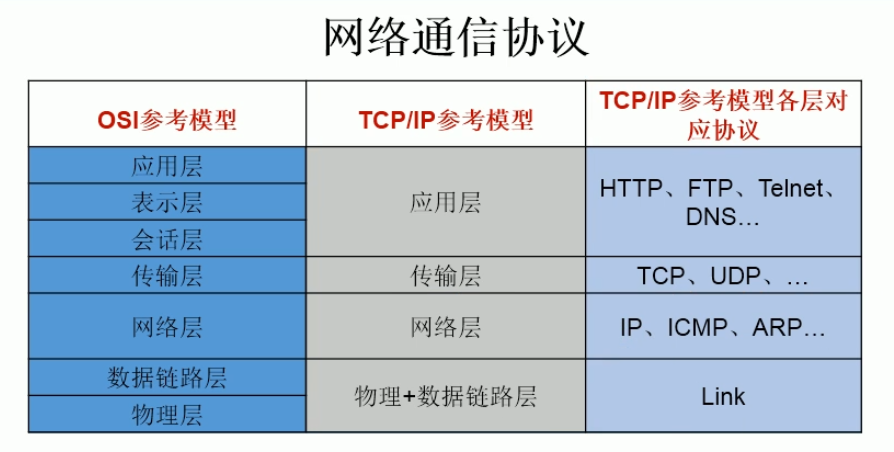 网络通信协议
OSI参考模型
TCP/IP参考模型
TCP/IP参考模型各层对
应协议
应用层
表示层
会话层
应用层
HTTP、FTP、Telnet、
DNS...
传输层
传输层
TCP、UDP、...
网络层
网络层
IP、ICMP、ARP...
数据链路层
物理层
物理+数据链路层
Link